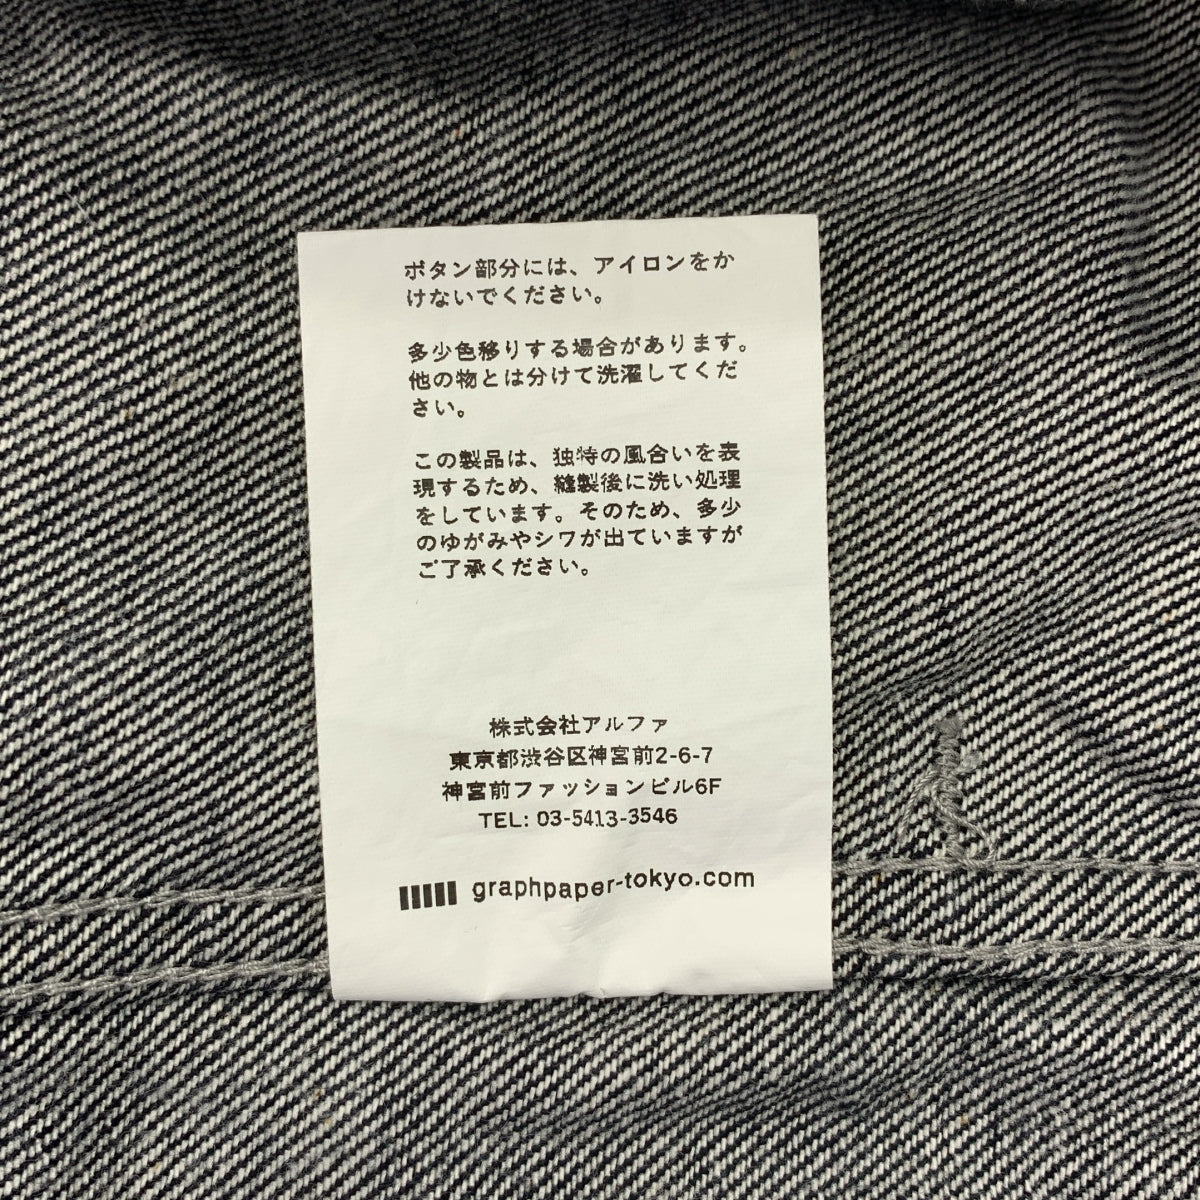 ボタン部分には、アイロンをか
けないでください。
多少色移りする場合があります。
他の物とは分けて洗濯してくだ
さい。
この製品は、独特の風合いを表
現するため、縫製後に洗い処理
をしています。そのため、多少
のゆがみやシワが出ていますが
ご了承ください。
株式会社アルファ
東京都渋谷区神宮前2-6-7
神宮前ファッションビル6F
TEL: 03-5413-3546
graphpaper-tokyo.com